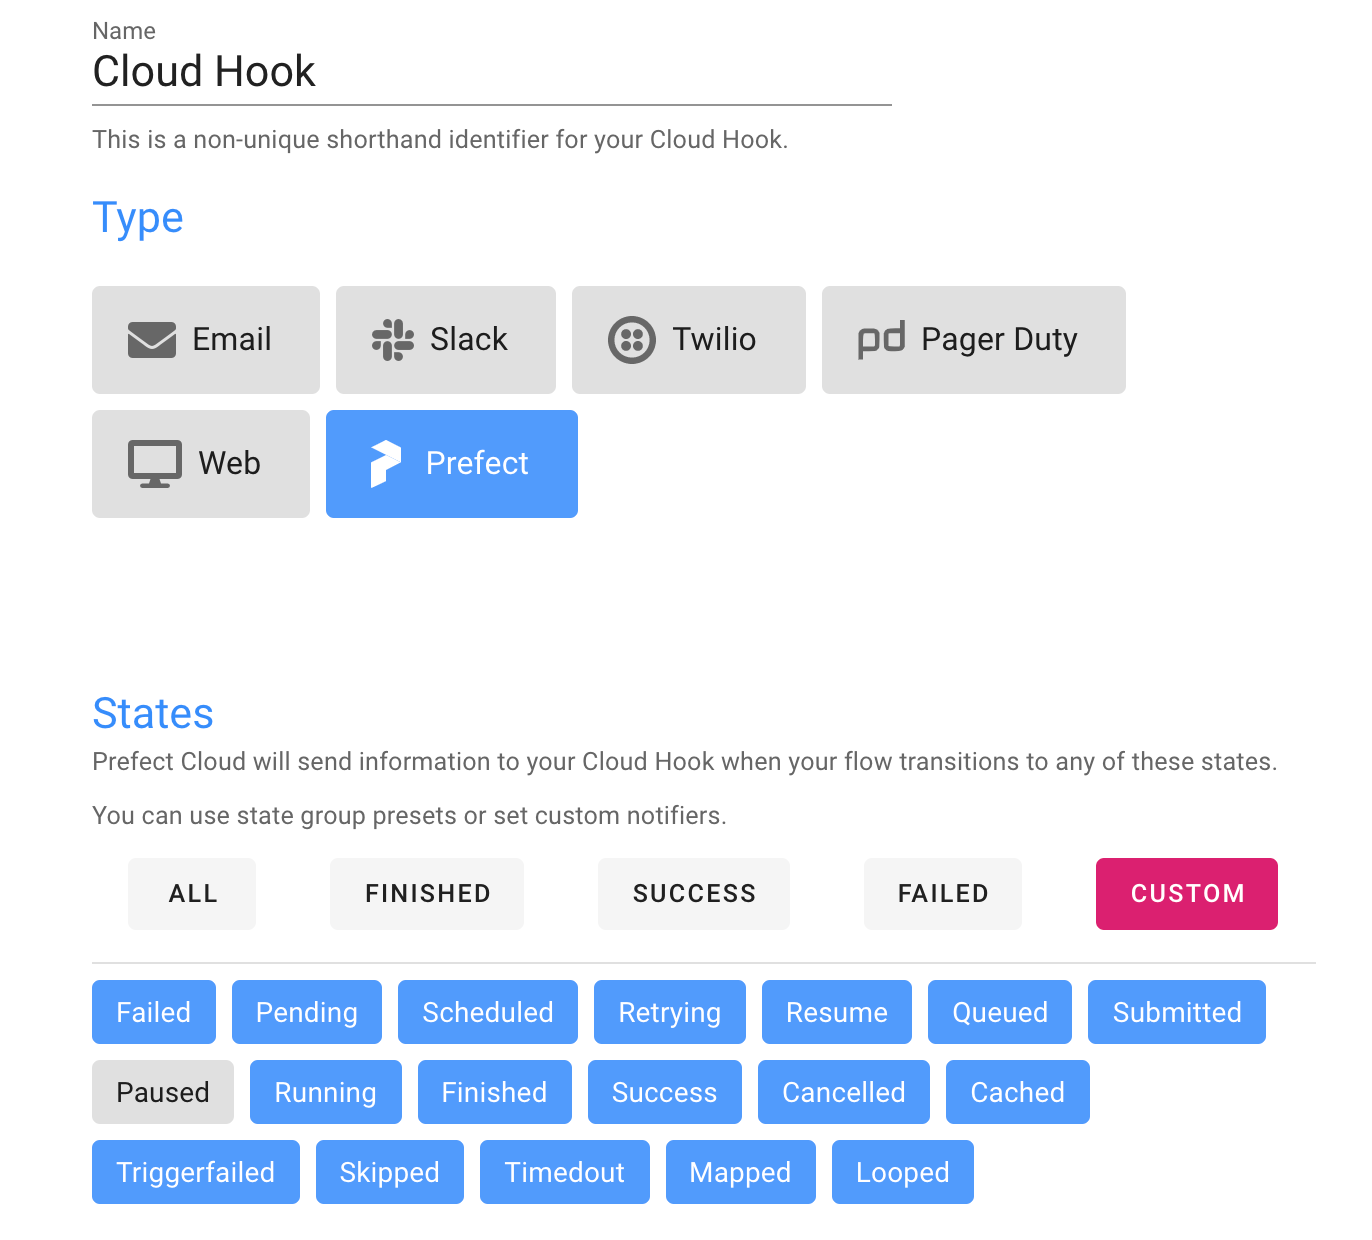 Name
Cloud Hook
This is a non-unique shorthand identifier for your Cloud Hook.
Type
Email Slack Twilio pd Pager Duty
Web Prefect
States
Prefect Cloud will send information to your Cloud Hook when your flow transitions to any of these states.
You can use state group presets or set custom notifiers.
ALL FINISHED SUCCESS FAILED CUSTOM
Failed Pending Scheduled Retrying Resume Queued Submitted
Paused Running Finished Success Cancelled Cached
Triggerfailed Skipped Timedout Mapped Looped